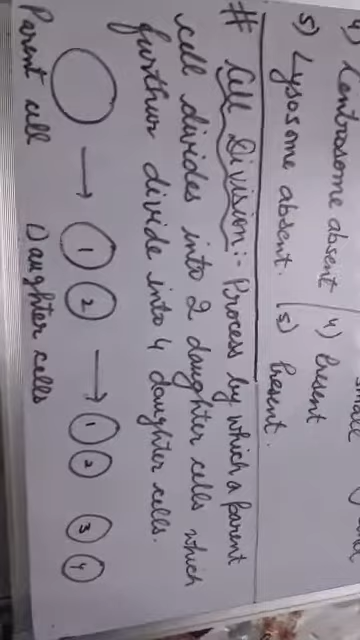 4) Centrosome absent 4) Present
5) Lysosome absent. (5) Present.
# Cell Division:- Process by which a parent
cell divides into 2 daughter cells which
further divide into 4 daughter cells.
→ 1 2 → 1 2 3 4
Parent cell Daughter cells